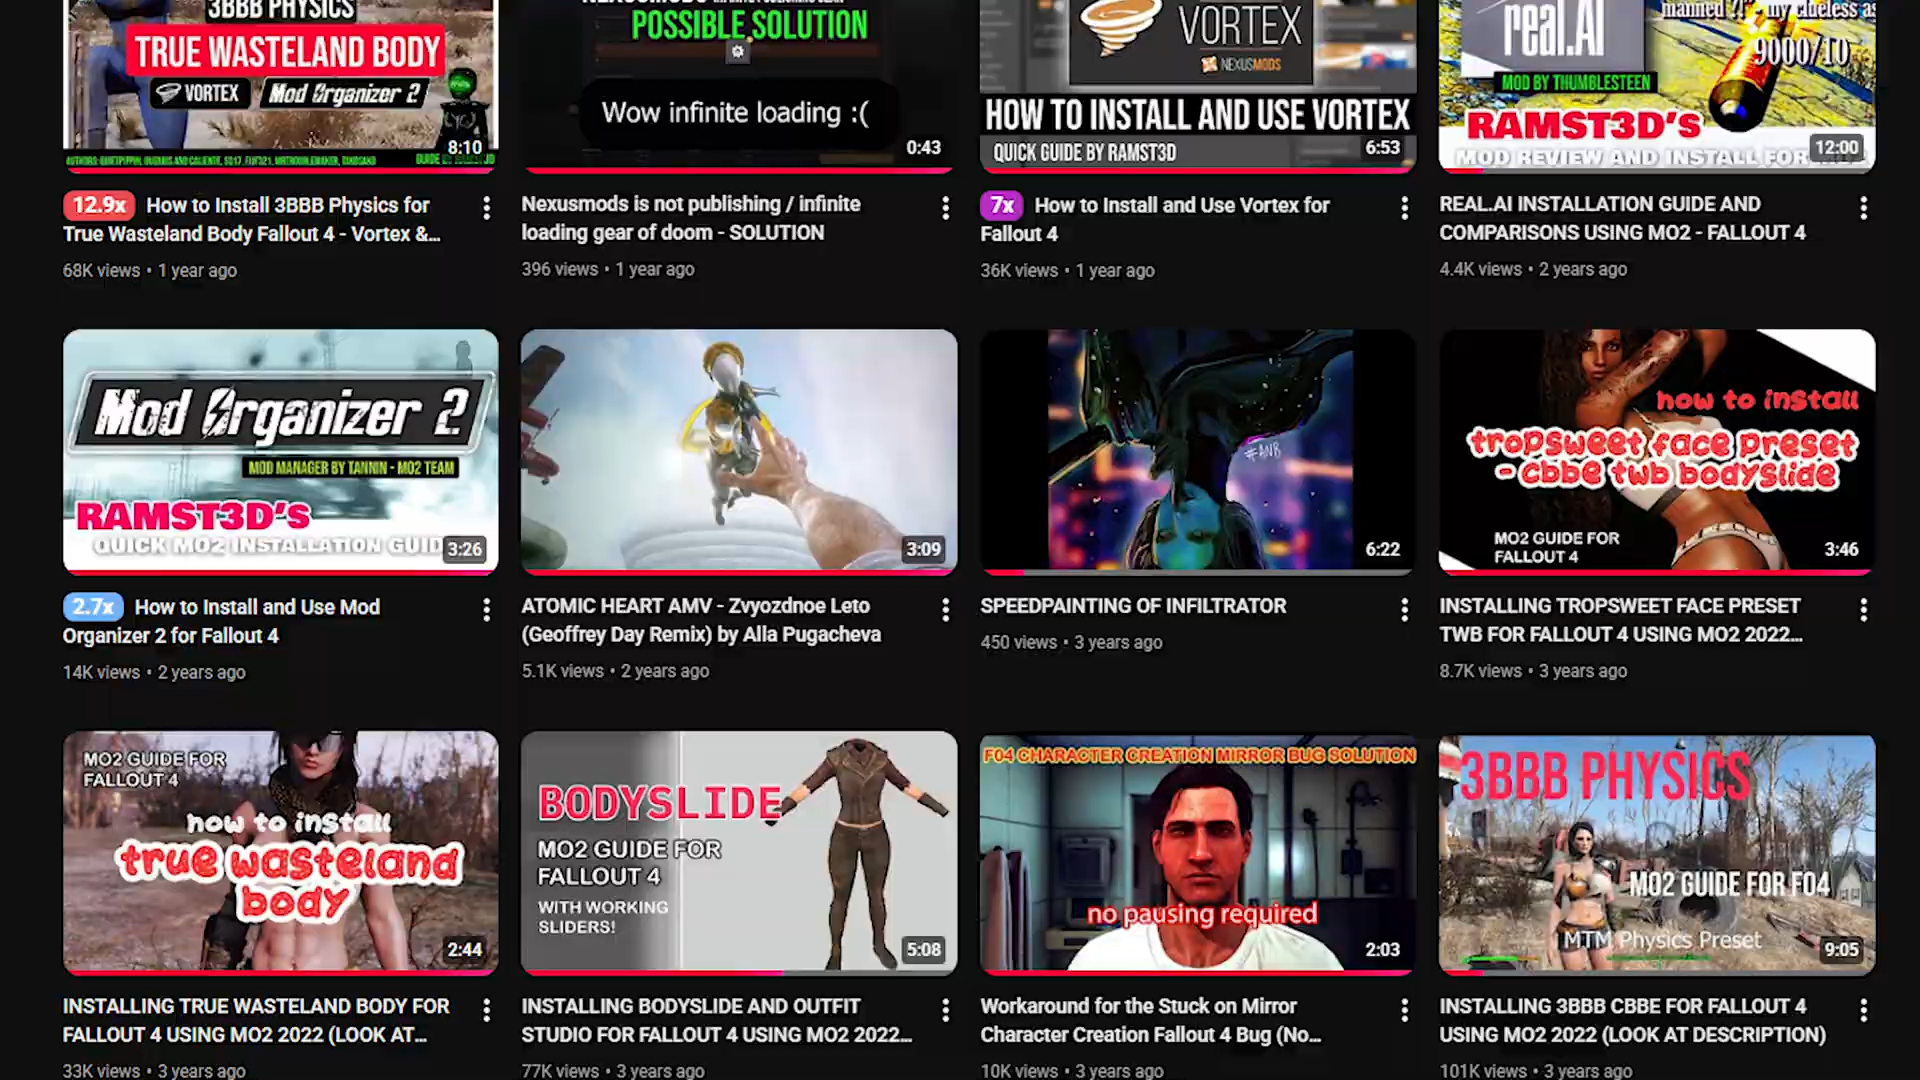 3BBB PHYSICS
TRUE WASTELAND BODY
VORTEX
Mod Organizer 2
8:10
POSSIBLE SOLUTION
Wow infinite loading :(
0:43
VORTEX
NEXUSMODS
HOW TO INSTALL AND USE VORTEX
QUICK GUIDE BY RAMST3D
6:53
real.AI
9000/10
MOD BY THUMBLESTEEN
RAMST3D's
MOD REVIEW AND INSTALL FOR
12:00
12.9x How to Install 3BBB Physics for
True Wasteland Body Fallout 4 - Vortex &...
68K views • 1 year ago
Nexusmods is not publishing / infinite
loading gear of doom - SOLUTION
396 views • 1 year ago
7x How to Install and Use Vortex for
Fallout 4
36K views • 1 year ago
REAL.AI INSTALLATION GUIDE AND
COMPARISONS USING MO2 - FALLOUT 4
4.4K views • 2 years ago
Mod Organizer 2
MOD MANAGER BY TANNIN - MO2 TEAM
RAMST3D's
QUICK MO2 INSTALLATION GUID
3:26
3:09
#ANB
6:22
how to install
tropsweet face preset
- cbbe twb bodyslide
MO2 GUIDE FOR
FALLOUT 4
3:46
2.7x How to Install and Use Mod
Organizer 2 for Fallout 4
14K views • 2 years ago
ATOMIC HEART AMV - Zvyozdnoe Leto
(Geoffrey Day Remix) by Alla Pugacheva
5.1K views • 2 years ago
SPEEDPAINTING OF INFILTRATOR
450 views • 3 years ago
INSTALLING TROPSWEET FACE PRESET
TWB FOR FALLOUT 4 USING MO2 2022...
8.7K views • 3 years ago
MO2 GUIDE FOR
FALLOUT 4
how to install
true wasteland
body
2:44
BODYSLIDE
MO2 GUIDE FOR
FALLOUT 4
WITH WORKING
SLIDERS!
5:08
FO4 CHARACTER CREATION MIRROR BUG SOLUTION
no pausing required
2:03
3BBB PHYSICS
MO2 GUIDE FOR FO4
MTM Physics Preset
9:05
INSTALLING TRUE WASTELAND BODY FOR
FALLOUT 4 USING MO2 2022 (LOOK AT...
33K views • 3 years ago
INSTALLING BODYSLIDE AND OUTFIT
STUDIO FOR FALLOUT 4 USING MO2 2022...
77K views • 3 years ago
Workaround for the Stuck on Mirror
Character Creation Fallout 4 Bug (No...
10K views • 3 years ago
INSTALLING 3BBB CBBE FOR FALLOUT 4
USING MO2 2022 (LOOK AT DESCRIPTION)
101K views • 3 years ago